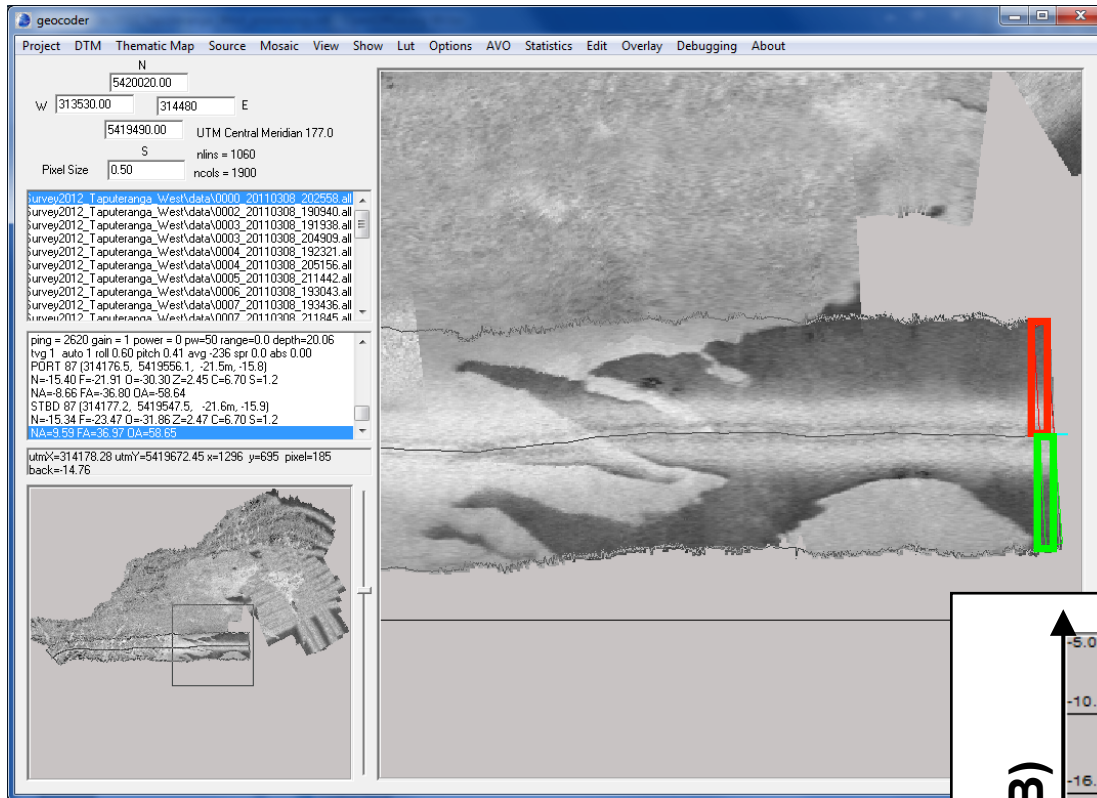 geocoder
Project DTM Thematic Map Source Mosaic View Show Lut Options AVO Statistics Edit Overlay Debugging About
N
5420020.00
W 313530.00 314480 E
5419490.00 UTM Central Meridian 177.0
S nlins = 1060
Pixel Size 0.50 ncols = 1900
Survey2012_Taputeranga_West\data\0000_20110308_202558.all
Survey2012_Taputeranga_West\data\0002_20110308_190940.all
Survey2012_Taputeranga_West\data\0003_20110308_191938.all
Survey2012_Taputeranga_West\data\0003_20110308_204909.all
Survey2012_Taputeranga_West\data\0004_20110308_192321.all
Survey2012_Taputeranga_West\data\0004_20110308_205156.all
Survey2012_Taputeranga_West\data\0005_20110308_211442.all
Survey2012_Taputeranga_West\data\0006_20110308_193043.all
Survey2012_Taputeranga_West\data\0007_20110308_193436.all
Survey2012_Taputeranga_West\data\0007_20110308_211845.all
ping = 2620 gain = 1 power = 0 pw=50 range=0.0 depth=20.06
tvg 1 auto 1 roll 0.60 pitch 0.41 avg -236 spr 0.0 abs 0.00
PORT 87 (314176.5, 5419556.1, -21.5m, -15.8)
N=-15.40 F=-21.91 O=-30.30 Z=2.45 C=6.70 S=1.2
NA=-8.66 FA=-36.80 OA=-58.64
STBD 87 (314177.2, 5419547.5, -21.6m, -15.9)
N=-15.34 F=-23.47 O=-31.86 Z=2.47 C=6.70 S=1.2
NA=9.59 FA=36.97 OA=58.65
utmX=314178.28 utmY=5419672.45 x=1296 y=695 pixel=185
back=-14.76
-5.0
-10.
-16.